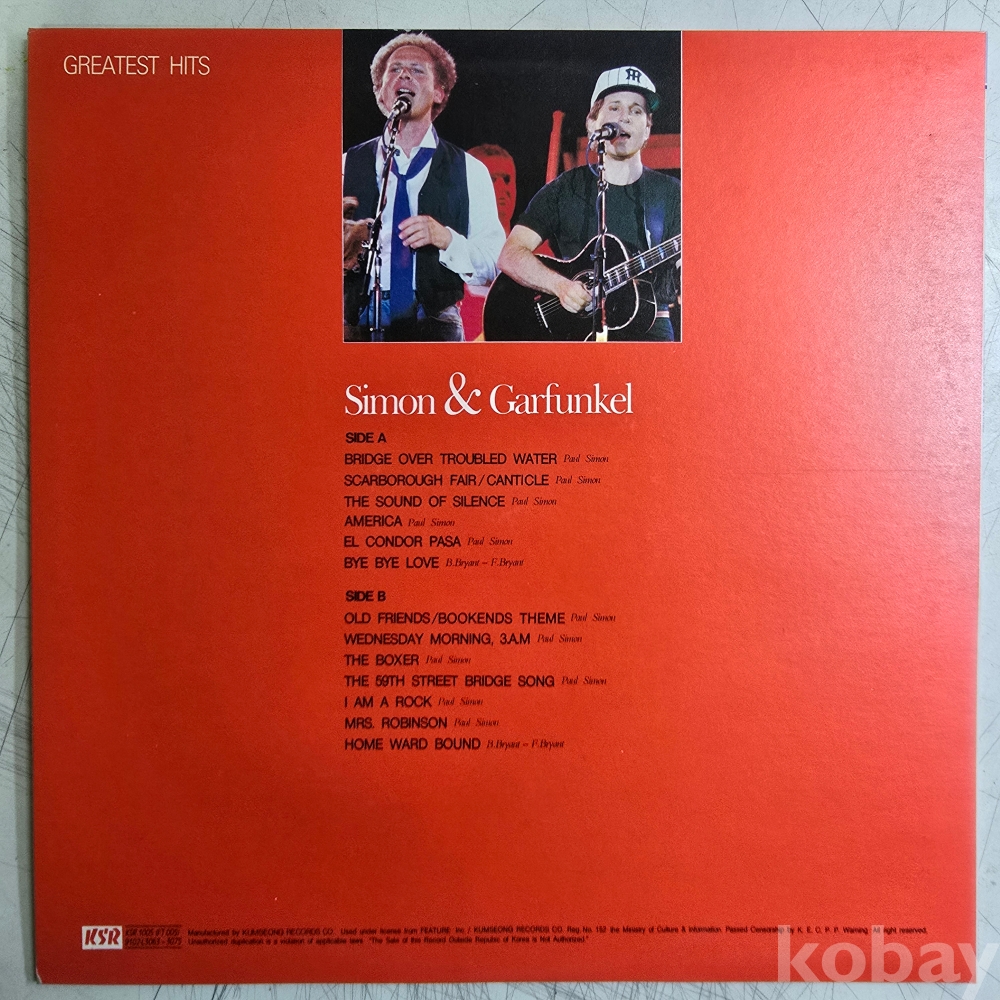 GREATEST HITS
Simon & Garfunkel
SIDE A
BRIDGE OVER TROUBLED WATER Paul Simon
SCARBOROUGH FAIR/CANTICLE Paul Simon
THE SOUND OF SILENCE Paul Simon
AMERICA Paul Simon
EL CONDOR PASA Paul Simon
BYE BYE LOVE B.Bryant – F.Bryant
SIDE B
OLD FRIENDS/BOOKENDS THEME Paul Simon
WEDNESDAY MORNING, 3A.M Paul Simon
THE BOXER Paul Simon
THE 59TH STREET BRIDGE SONG Paul Simon
I AM A ROCK Paul Simon
MRS. ROBINSON Paul Simon
HOME WARD BOUND B.Bryant – F.Bryant
KSR
Manufactured by KUMSEONG RECORDS CO. Used under license from FEATURE Inc. / KUMSEONG RECORDS CO. Reg. No. 152 the Ministry of Culture & Information. Passed Censorship by K. E. C. P. P. Warning: All right reserved.
Unauthorized duplication is a violation of applicable laws. "The Sale of this Record Outside Republic of Korea is Not Authorized."
kobay